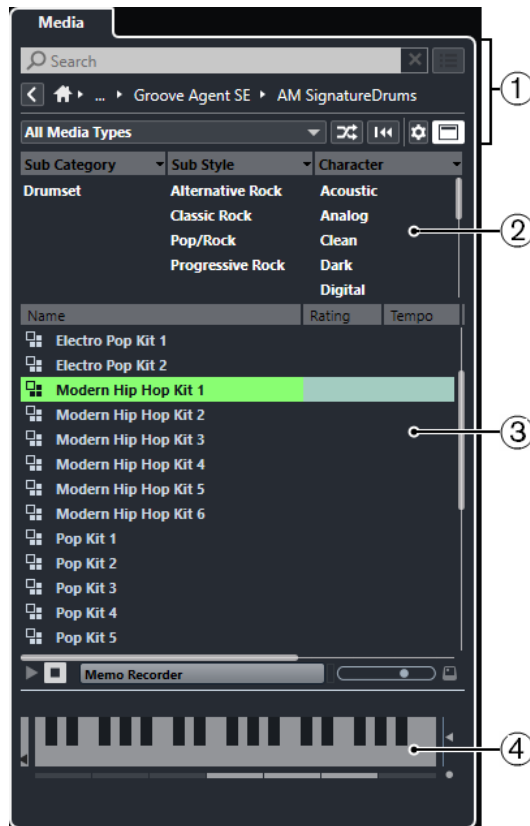 Media
Search
... Groove Agent SE AM SignatureDrums
1
All Media Types
Sub Category Sub Style Character
Drumset Alternative Rock Acoustic
Classic Rock Analog
Pop/Rock Clean
2
Progressive Rock Dark
Digital
Name Rating Tempo
Electro Pop Kit 1
Electro Pop Kit 2
Modern Hip Hop Kit 1
Modern Hip Hop Kit 2
Modern Hip Hop Kit 3
3
Modern Hip Hop Kit 4
Modern Hip Hop Kit 5
Modern Hip Hop Kit 6
Pop Kit 1
Pop Kit 2
Pop Kit 3
Pop Kit 4
Pop Kit 5
Memo Recorder
4